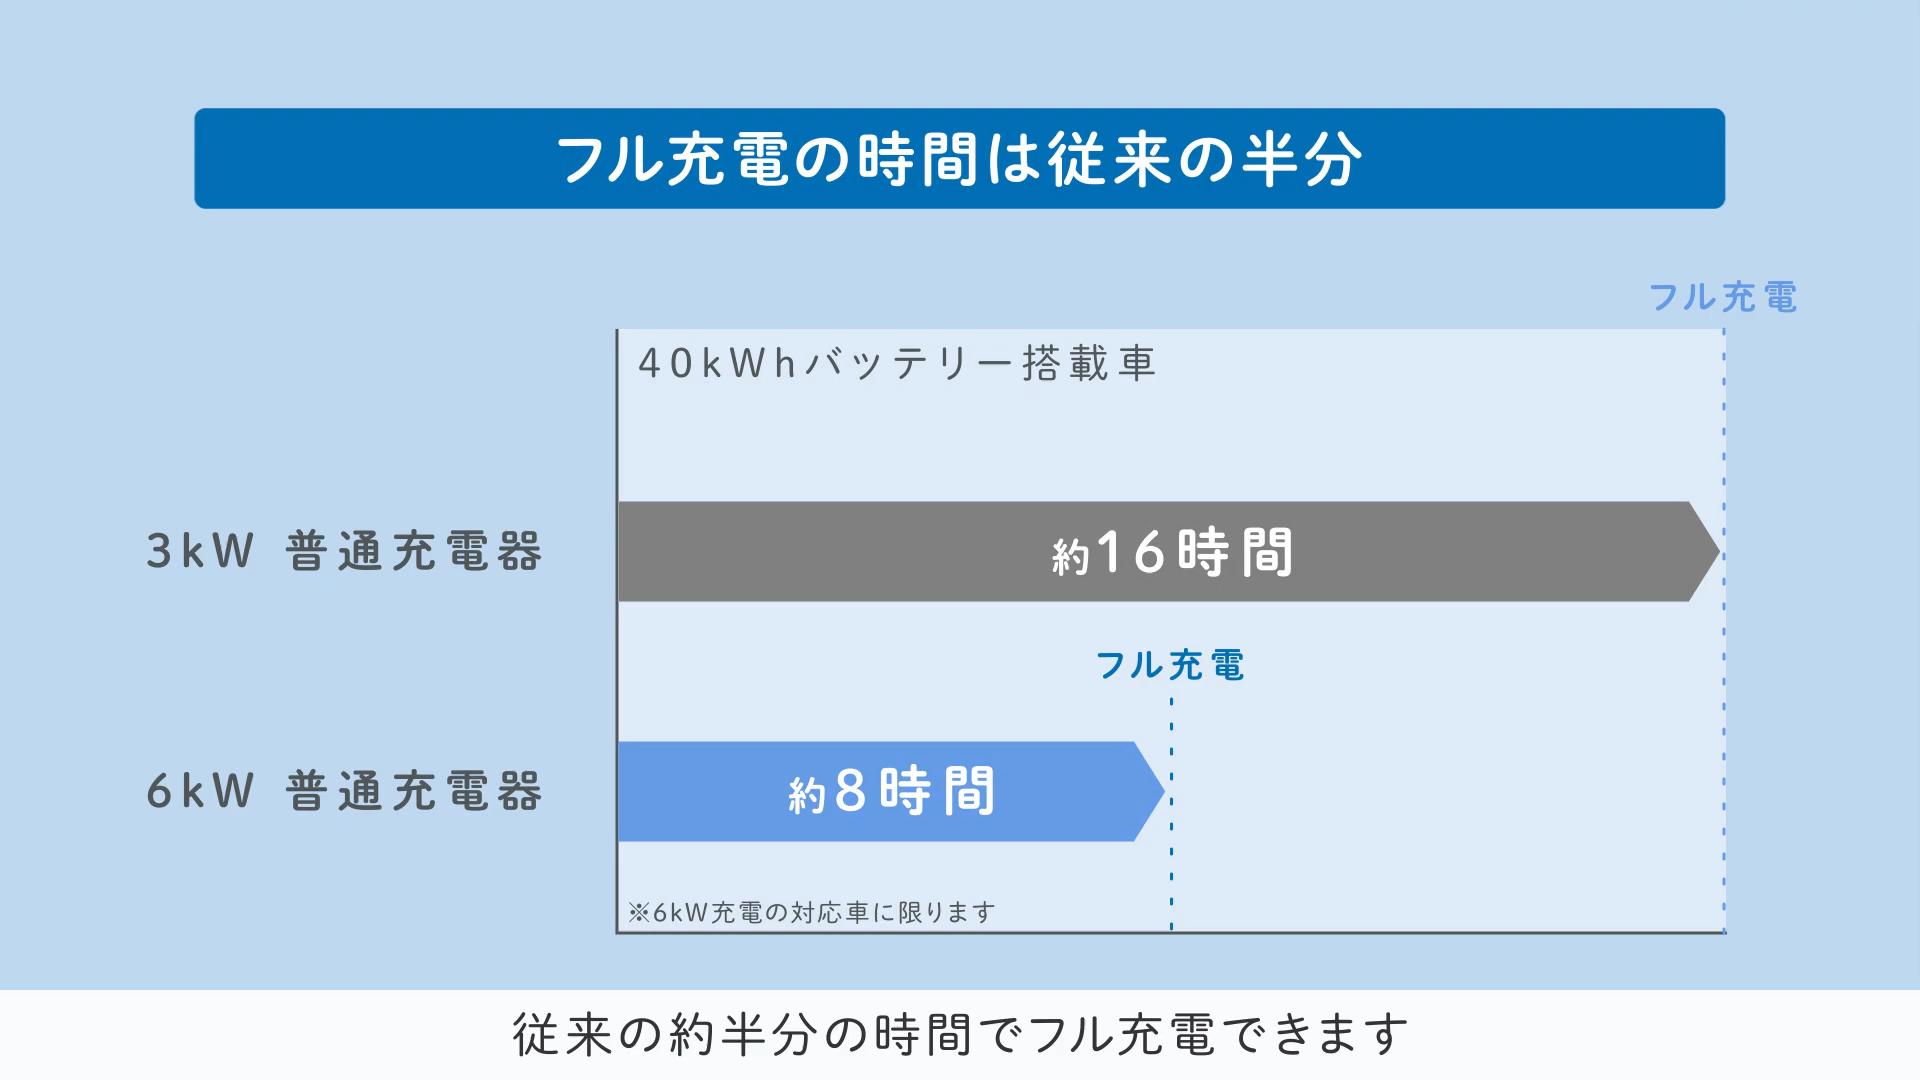 フル充電の時間は従来の半分
フル充電
40kWhバッテリー搭載車
3kW 普通充電器
約16時間
フル充電
6kW 普通充電器
約8時間
※6kW充電の対応車に限ります
従来の約半分の時間でフル充電できます